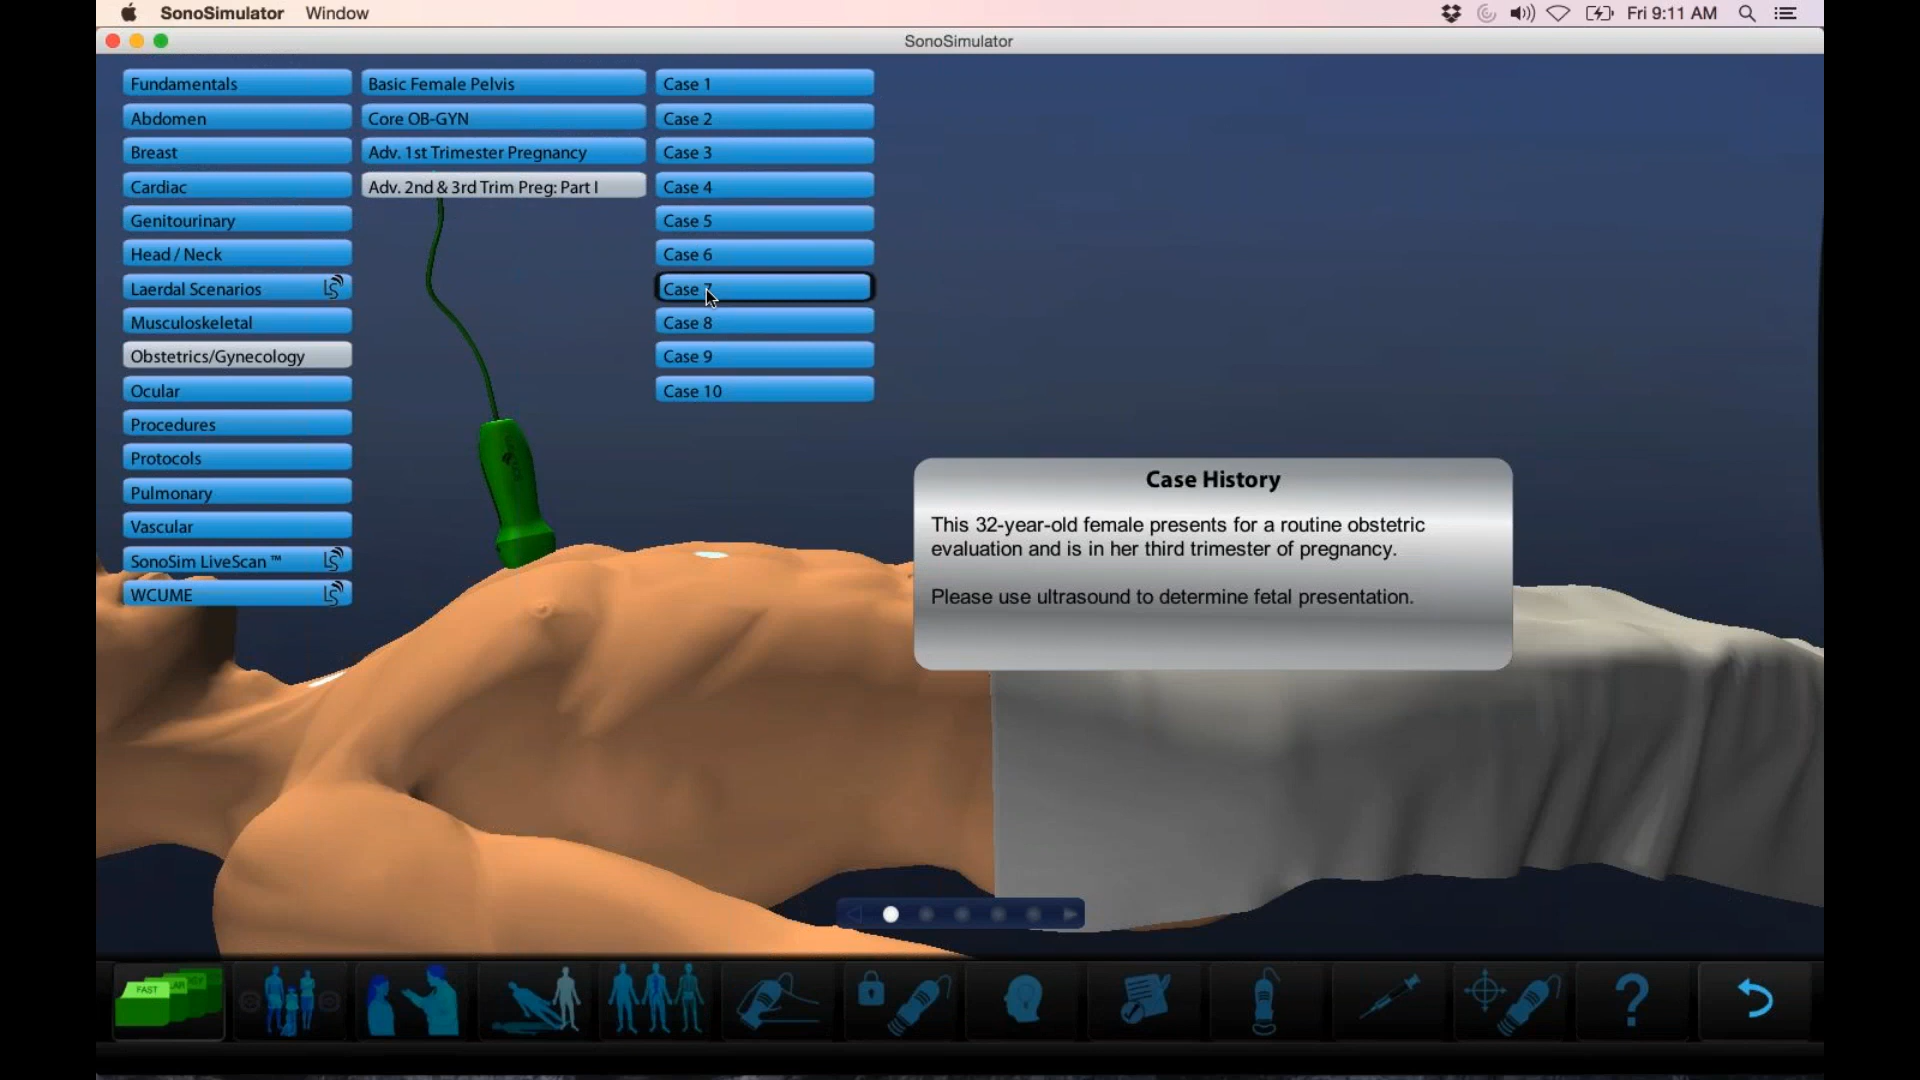 SonoSimulator Window Fri 9:11 AM
SonoSimulator
Fundamentals
Abdomen
Breast
Cardiac
Genitourinary
Head / Neck
Laerdal Scenarios
Musculoskeletal
Obstetrics/Gynecology
Ocular
Procedures
Protocols
Pulmonary
Vascular
SonoSim LiveScan ™
WCUME
Basic Female Pelvis
Core OB-GYN
Adv. 1st Trimester Pregnancy
Adv. 2nd & 3rd Trim Preg: Part I
Case 1
Case 2
Case 3
Case 4
Case 5
Case 6
Case 7
Case 8
Case 9
Case 10
Case History
This 32-year-old female presents for a routine obstetric
evaluation and is in her third trimester of pregnancy.
Please use ultrasound to determine fetal presentation.
FAST